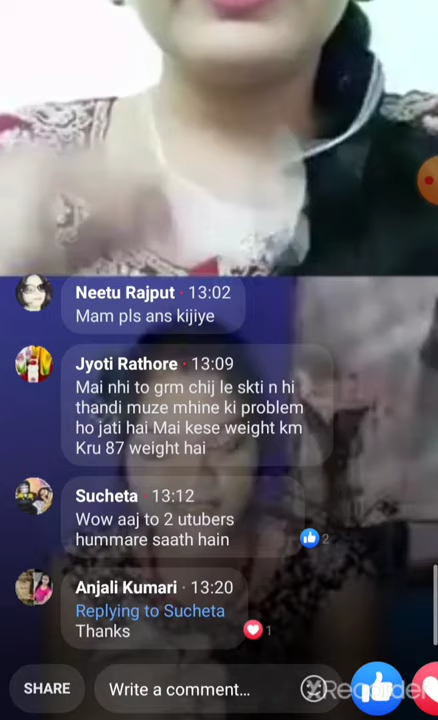 Neetu Rajput · 13:02
Mam pls ans kijiye
Jyoti Rathore · 13:09
Mai nhi to grm chij le skti n hi
thandi muze mhine ki problem
ho jati hai Mai kese weight km
Kru 87 weight hai
Sucheta · 13:12
Wow aaj to 2 utubers
hummare saath hain
2
Anjali Kumari · 13:20
Replying to Sucheta
Thanks
1
SHARE
Write a comment...
Recorder